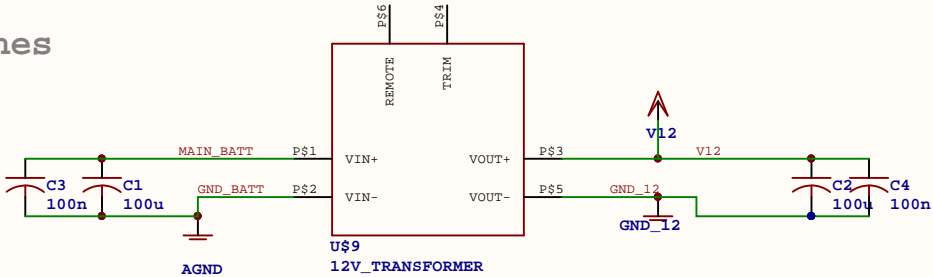 P$6
P$4
nes
REMOTE
TRIM
V12
MAIN_BATT
P$1
VIN+
VOUT+
P$3
V12
C3
100n
C1
100u
GND_BATT
P$2
VIN-
VOUT-
P$5
GND_12
GND_12
C2
100u
C4
100n
AGND
U$9
12V_TRANSFORMER